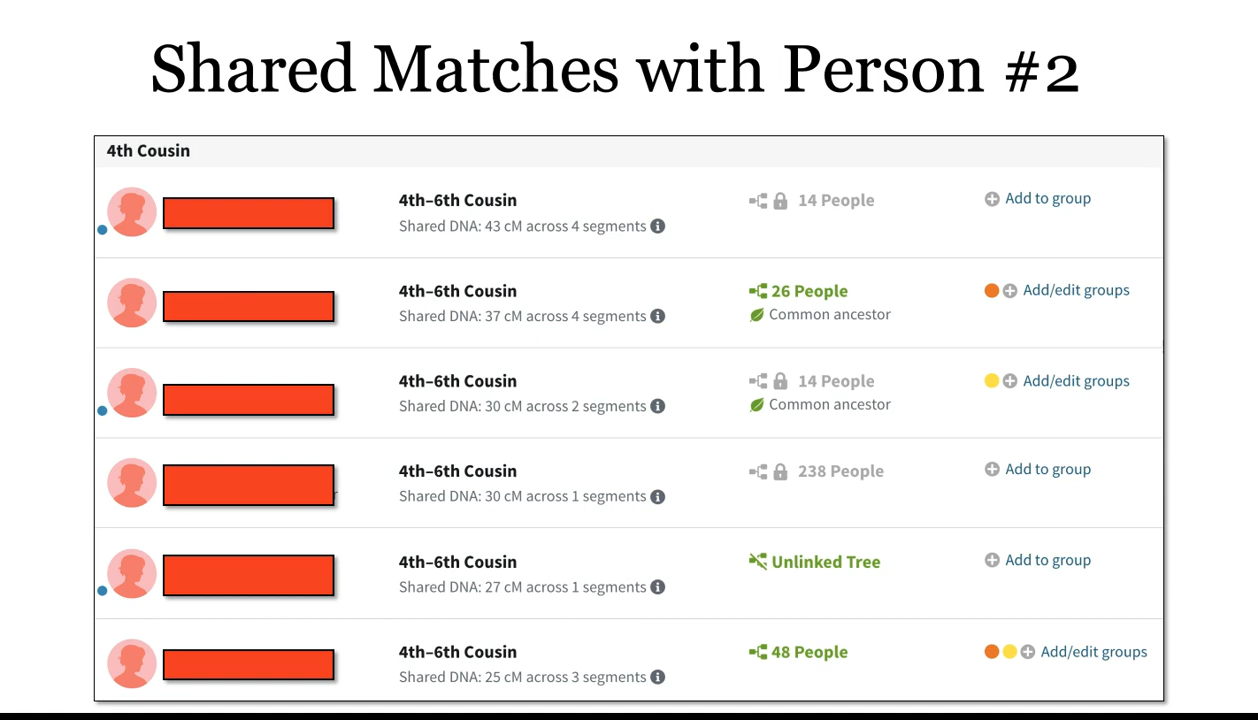 Shared Matches with Person #2
4th Cousin
4th–6th Cousin
Shared DNA: 43 cM across 4 segments
14 People
Add to group
4th–6th Cousin
Shared DNA: 37 cM across 4 segments
26 People
Common ancestor
Add/edit groups
4th–6th Cousin
Shared DNA: 30 cM across 2 segments
14 People
Common ancestor
Add/edit groups
4th–6th Cousin
Shared DNA: 30 cM across 1 segments
238 People
Add to group
4th–6th Cousin
Shared DNA: 27 cM across 1 segments
Unlinked Tree
Add to group
4th–6th Cousin
Shared DNA: 25 cM across 3 segments
48 People
Add/edit groups